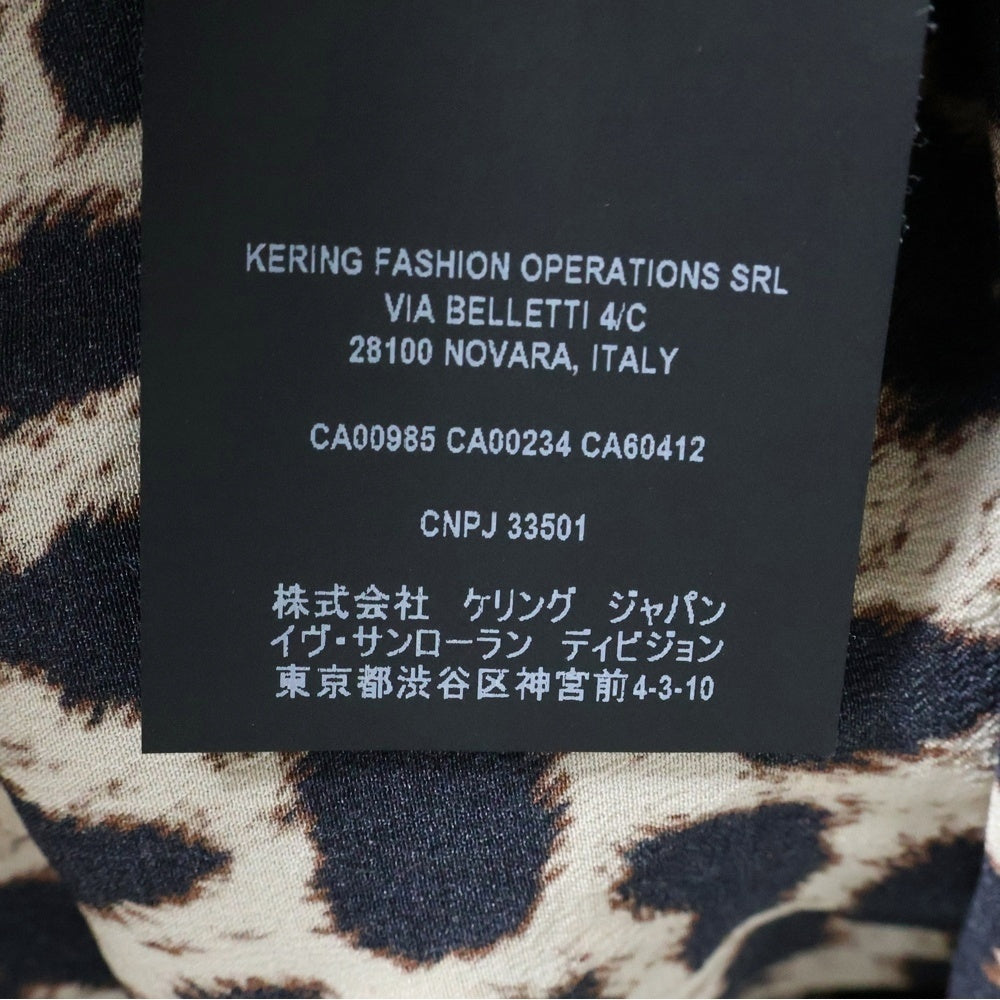 KERING FASHION OPERATIONS SRL
VIA BELLETTI 4/C
28100 NOVARA, ITALY
CA00985 CA00234 CA60412
CNPJ 33501
株式会社 ケリング ジャパン
イヴ・サンローラン ディビジョン
東京都渋谷区神宮前4-3-10